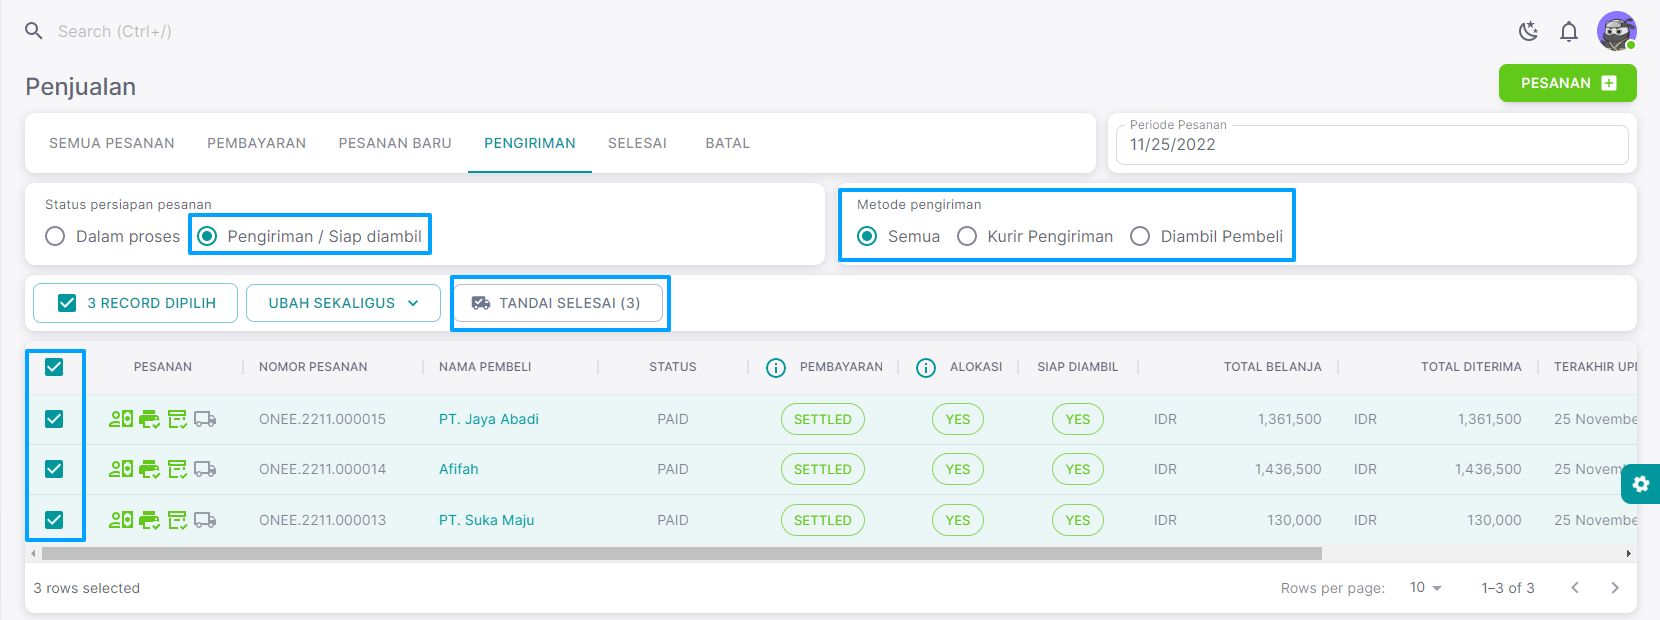 Search (Ctrl+/)
Penjualan
PESANAN
SEMUA PESANAN PEMBAYARAN PESANAN BARU PENGIRIMAN SELESAI BATAL
Periode Pesanan
11/25/2022
Status persiapan pesanan
Dalam proses Pengiriman / Siap diambil
Metode pengiriman
Semua Kurir Pengiriman Diambil Pembeli
3 RECORD DIPILIH UBAH SEKALIGUS TANDAI SELESAI (3)
PESANAN NOMOR PESANAN NAMA PEMBELI STATUS PEMBAYARAN ALOKASI SIAP DIAMBIL TOTAL BELANJA TOTAL DITERIMA TERAKHIR UPI
ONEE.2211.000015 PT. Jaya Abadi PAID SETTLED YES YES IDR 1,361,500 IDR 1,361,500 25 Novembe
ONEE.2211.000014 Afifah PAID SETTLED YES YES IDR 1,436,500 IDR 1,436,500 25 Novem
ONEE.2211.000013 PT. Suka Maju PAID SETTLED YES YES IDR 130,000 IDR 130,000 25 Novembe
3 rows selected
Rows per page: 10 1–3 of 3